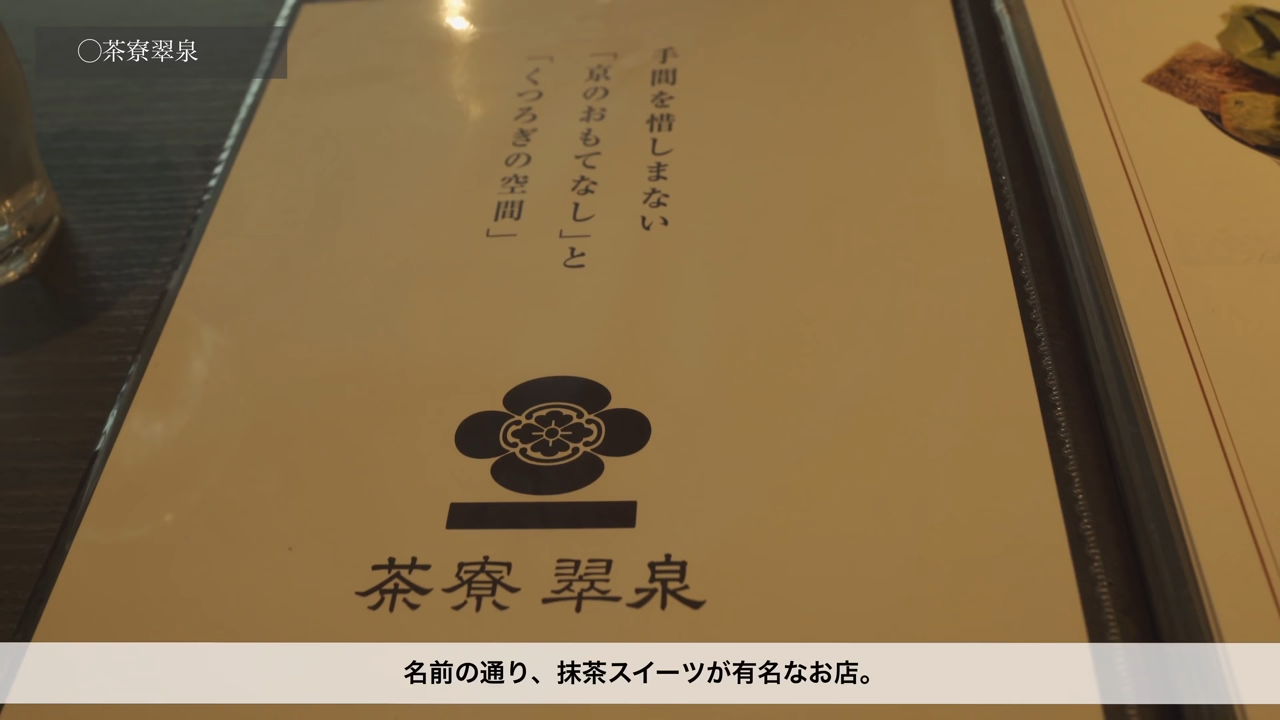 ◯茶寮翠泉
手間を惜しまない
「京のおもてなし」と
「くつろぎの空間」
茶寮 翠泉
名前の通り、抹茶スイーツが有名なお店。